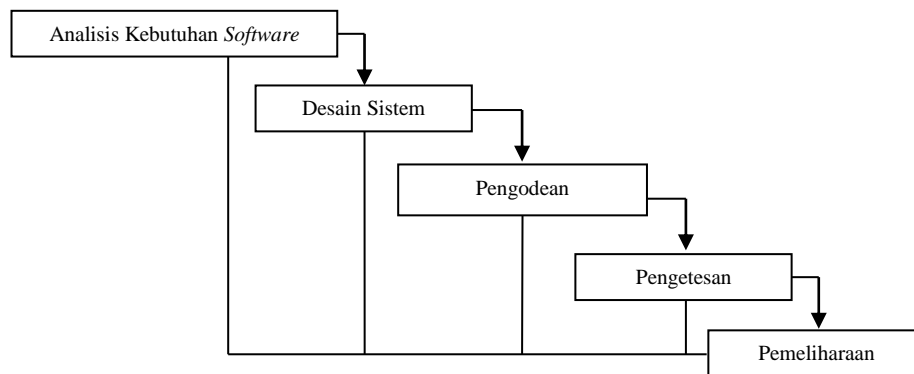 Analisis Kebutuhan Software
Desain Sistem
Pengodean
Pengetesan
Pemeliharaan